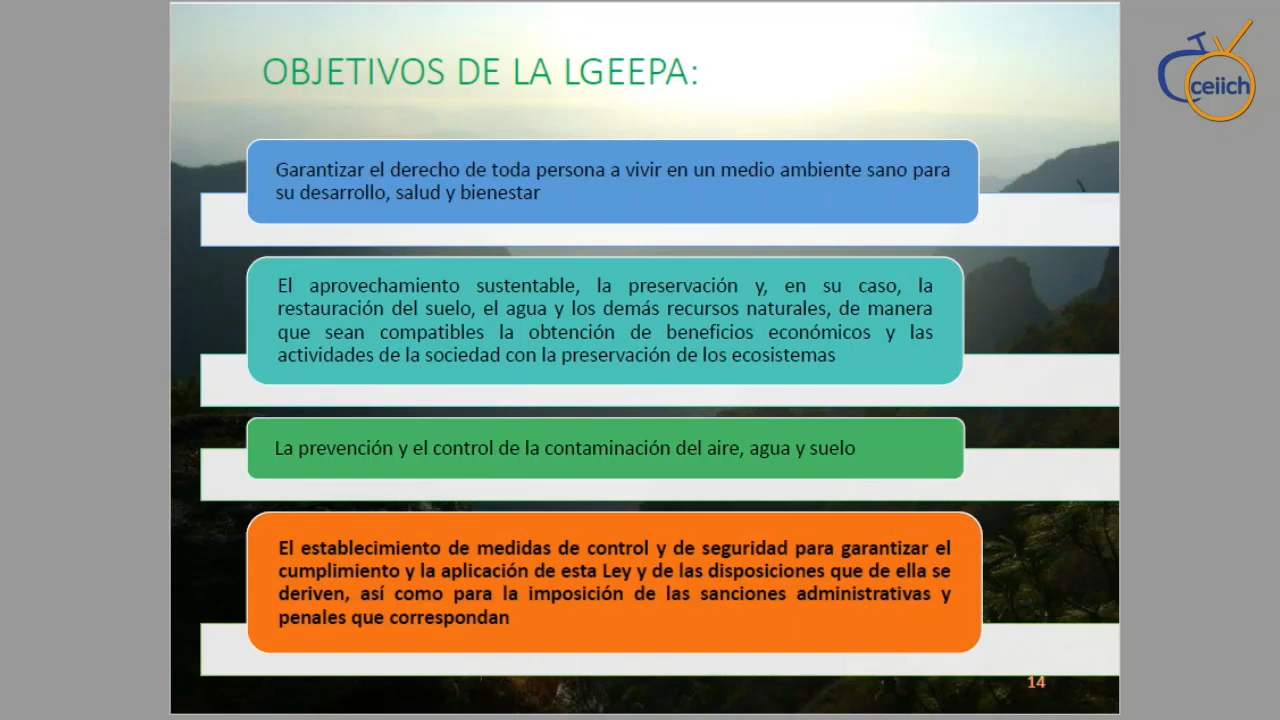 OBJETIVOS DE LA LGEEPA:
ceiich
Garantizar el derecho de toda persona a vivir en un medio ambiente sano para
su desarrollo, salud y bienestar
El aprovechamiento sustentable, la preservación y, en su caso, la
restauración del suelo, el agua y los demás recursos naturales, de manera
que sean compatibles la obtención de beneficios económicos y las
actividades de la sociedad con la preservación de los ecosistemas
La prevención y el control de la contaminación del aire, agua y suelo
El establecimiento de medidas de control y de seguridad para garantizar el
cumplimiento y la aplicación de esta Ley y de las disposiciones que de ella se
deriven, así como para la imposición de las sanciones administrativas y
penales que correspondan
14